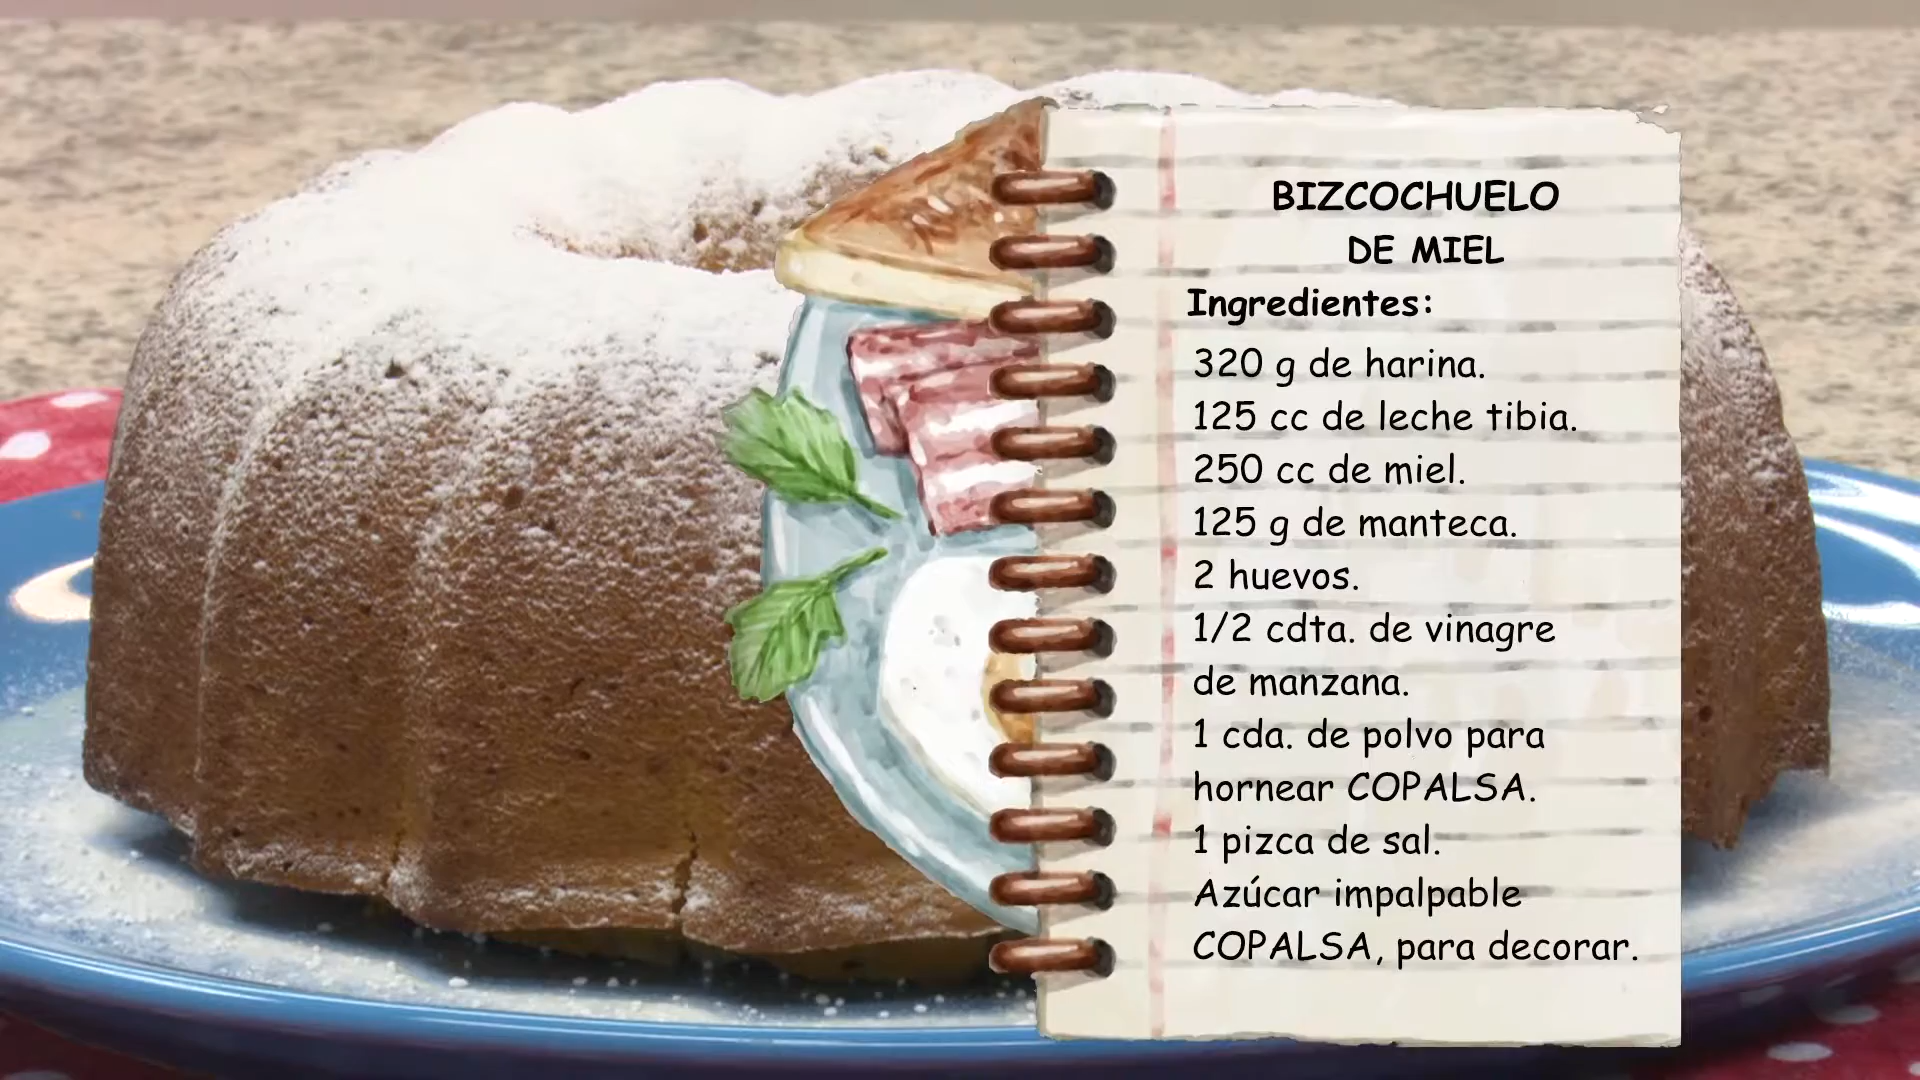 BIZCOCHUELO
DE MIEL
Ingredientes:
320 g de harina.
125 cc de leche tibia.
250 cc de miel.
125 g de manteca.
2 huevos.
1/2 cdta. de vinagre
de manzana.
1 cda. de polvo para
hornear COPALSA.
1 pizca de sal.
Azúcar impalpable
COPALSA, para decorar.